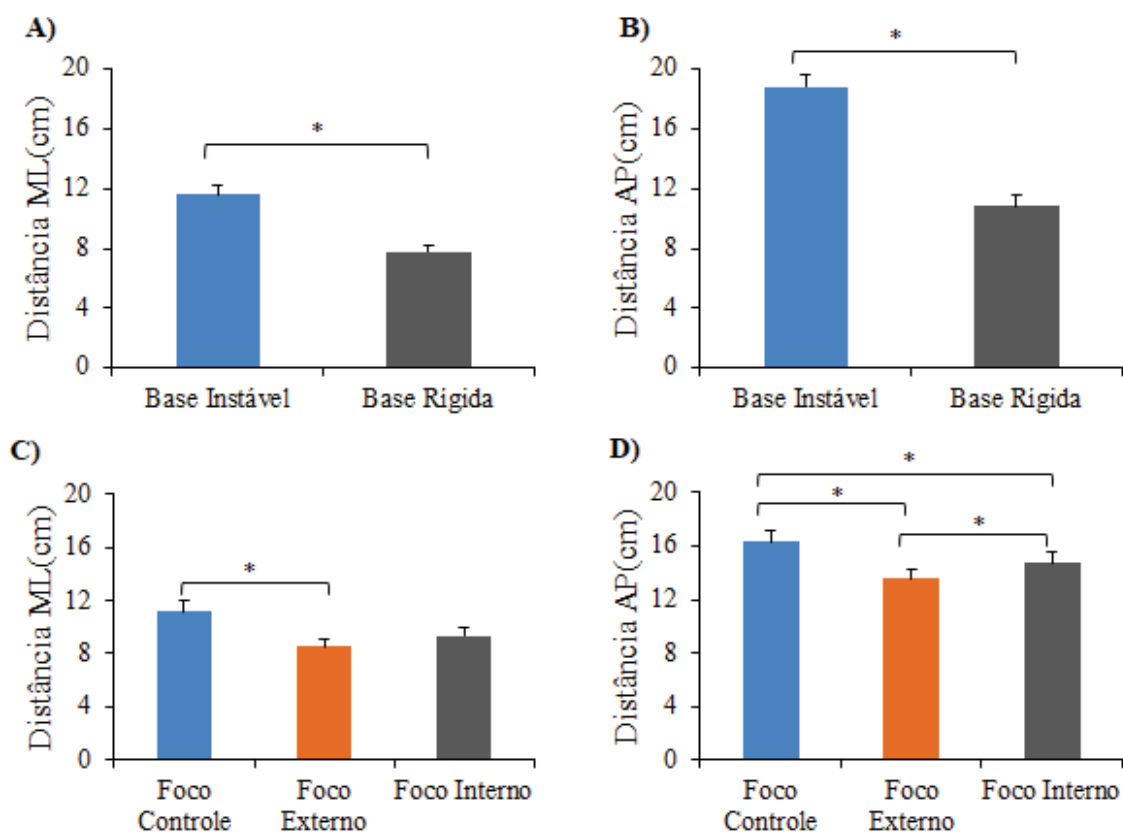 A)
20
16
12
8
4
0
Distância ML(cm)
*
Base Instável
Base Rigida
B)
20
16
12
8
4
0
Distância AP(cm)
*
Base Instável
Base Rigida
C)
20
16
12
8
4
0
Distância ML(cm)
*
Foco
Controle
Foco
Externo
Foco Interno
D)
20
16
12
8
4
0
Distância AP(cm)
*
*
*
Foco
Controle
Foco
Externo
Foco Interno